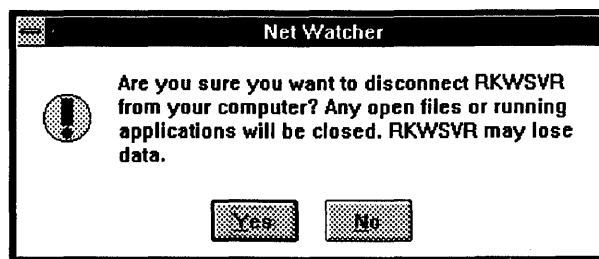 Net Watcher
Are you sure you want to disconnect RKWSVR
from your computer? Any open files or running
applications will be closed. RKWSVR may lose
data.
Yes No